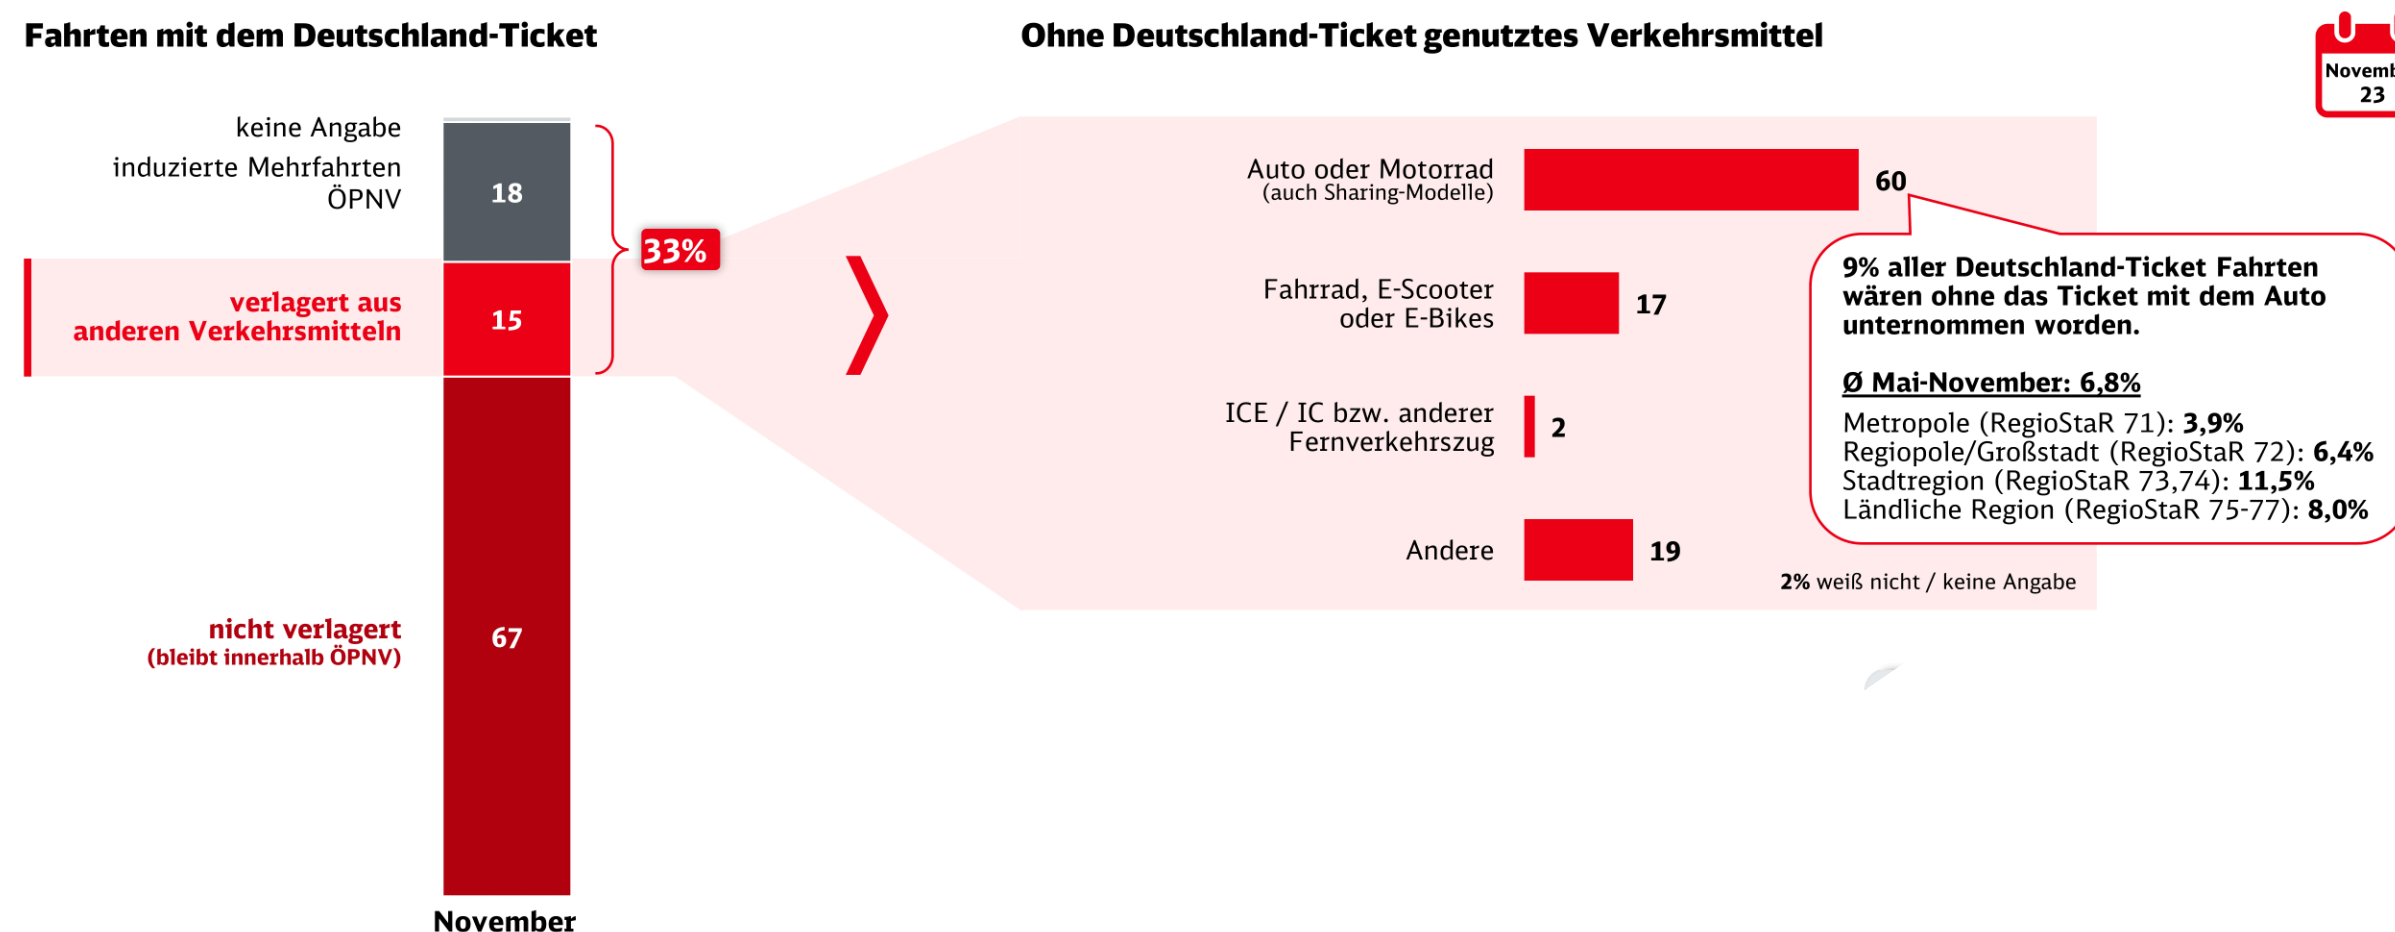 Fahrten mit dem Deutschland-Ticket
keine Angabe
induzierte Mehrfahrten
ÖPNV
18
33%
verlagert aus
anderen Verkehrsmitteln
15
nicht verlagert
(bleibt innerhalb ÖPNV)
67
November
Ohne Deutschland-Ticket genutztes Verkehrsmittel
23
Auto oder Motorrad
(auch Sharing-Modelle)
60
Fahrrad, E-Scooter
oder E-Bikes
17
ICE / IC bzw. anderer
Fernverkehrszug
2
Andere
19
9% aller Deutschland-Ticket Fahrten
wären ohne das Ticket mit dem Auto
unternommen worden.
Ø Mai-November: 6,8%
Metropole (RegioStaR 71): 3,9%
Regiopole/Großstadt (RegioStaR 72): 6,4%
Stadtregion (RegioStaR 73,74): 11,5%
Ländliche Region (RegioStaR 75-77): 8,0%
2% weiß nicht / keine Angabe